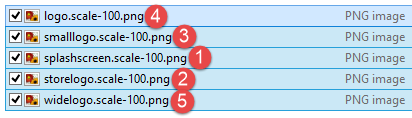 logo.scale-100.png 4 PNG image
smalllogo.scale-100.png 3 PNG image
splashscreen.scale-100.png 1 PNG image
storelogo.scale-100.png 2 PNG image
widelogo.scale-100.png 5 PNG image